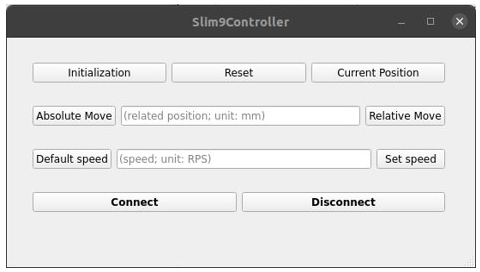 Slim9Controller
Initialization Reset Current Position
Absolute Move (related position; unit: mm) Relative Move
Default speed (speed; unit: RPS) Set speed
Connect Disconnect